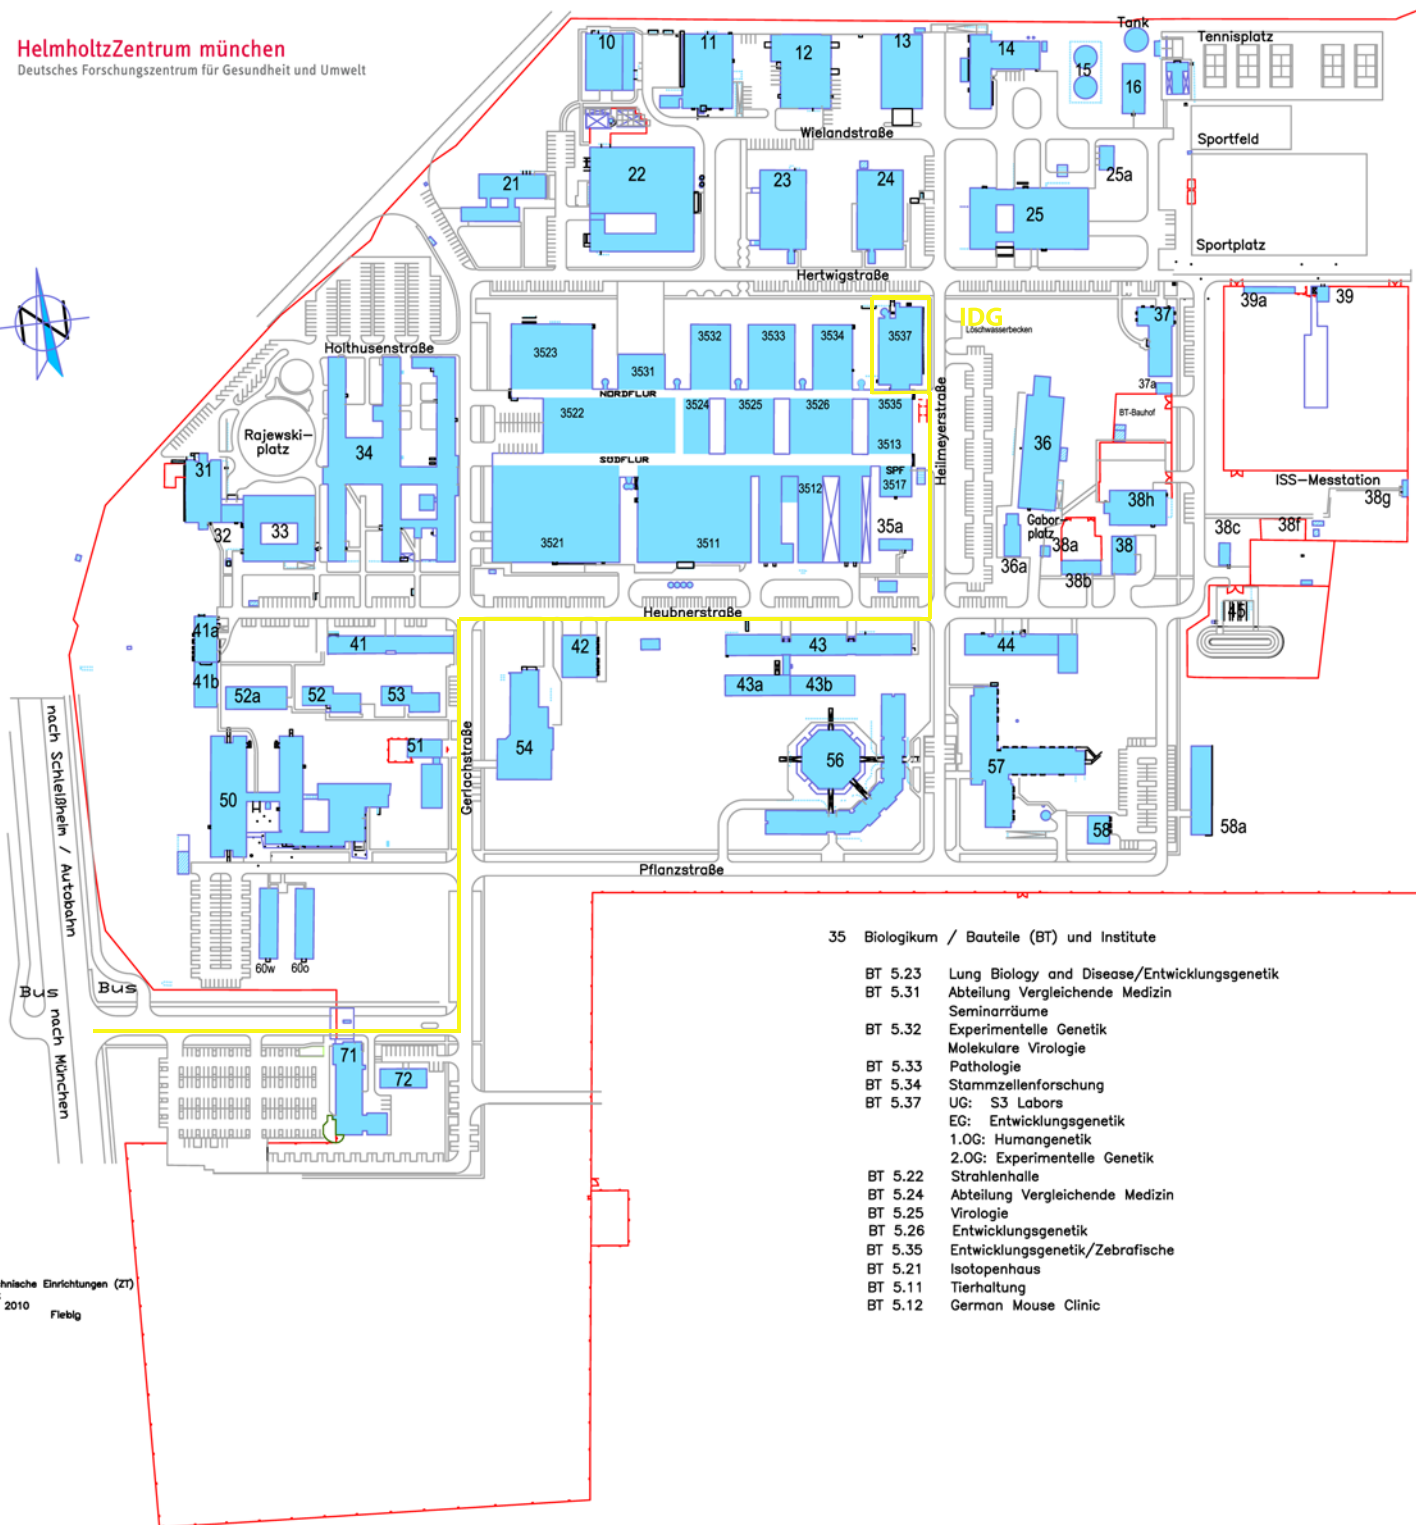 HelmholtzZentrum münchen
Deutsches Forschungszentrum für Gesundheit und Umwelt
Tank
10
11
12
13
14
15
16
Tennisplatz
Wielandstraße
Sportfeld
21
22
23
24
25
25a
Sportplatz
Hertwigstraße
39a
39
IDG
Löschwasserbecken
37
Holthusenstraße
3523
3531
3532
3533
3534
3537
37a
NORDFLUR
BT-Bauhof
3522
3524
3525
3526
3535
Heilmeyerstraße
Rajewski-
platz
34
36
3513
SÜDFLUR
SPF
3517
31
3512
ISS-Messtation
38g
38h
32
33
35a
Gabor-
platz
38a
38
38c
38f
3521
3511
36a
38b
45
Heubnerstraße
41a
41
42
43
44
41b
52a
52
53
43a
43b
nach Schleißheim / Autobahn
51
Gerlachstraße
54
56
57
50
58
58a
Pflanzstraße
60w
60o
Bus
Bus
nach München
71
72
35 Biologikum / Bauteile (BT) und Institute
BT 5.23 Lung Biology and Disease/Entwicklungsgenetik
BT 5.31 Abteilung Vergleichende Medizin
Seminarräume
BT 5.32 Experimentelle Genetik
Molekulare Virologie
BT 5.33 Pathologie
BT 5.34 Stammzellenforschung
BT 5.37 UG: S3 Labors
EG: Entwicklungsgenetik
1.OG: Humangenetik
2.OG: Experimentelle Genetik
BT 5.22 Strahlenhalle
BT 5.24 Abteilung Vergleichende Medizin
BT 5.25 Virologie
BT 5.26 Entwicklungsgenetik
BT 5.35 Entwicklungsgenetik/Zebrafische
BT 5.21 Isotopenhaus
BT 5.11 Tierhaltung
BT 5.12 German Mouse Clinic
hnische Einrichtungen (ZT)
2010
Fiebig